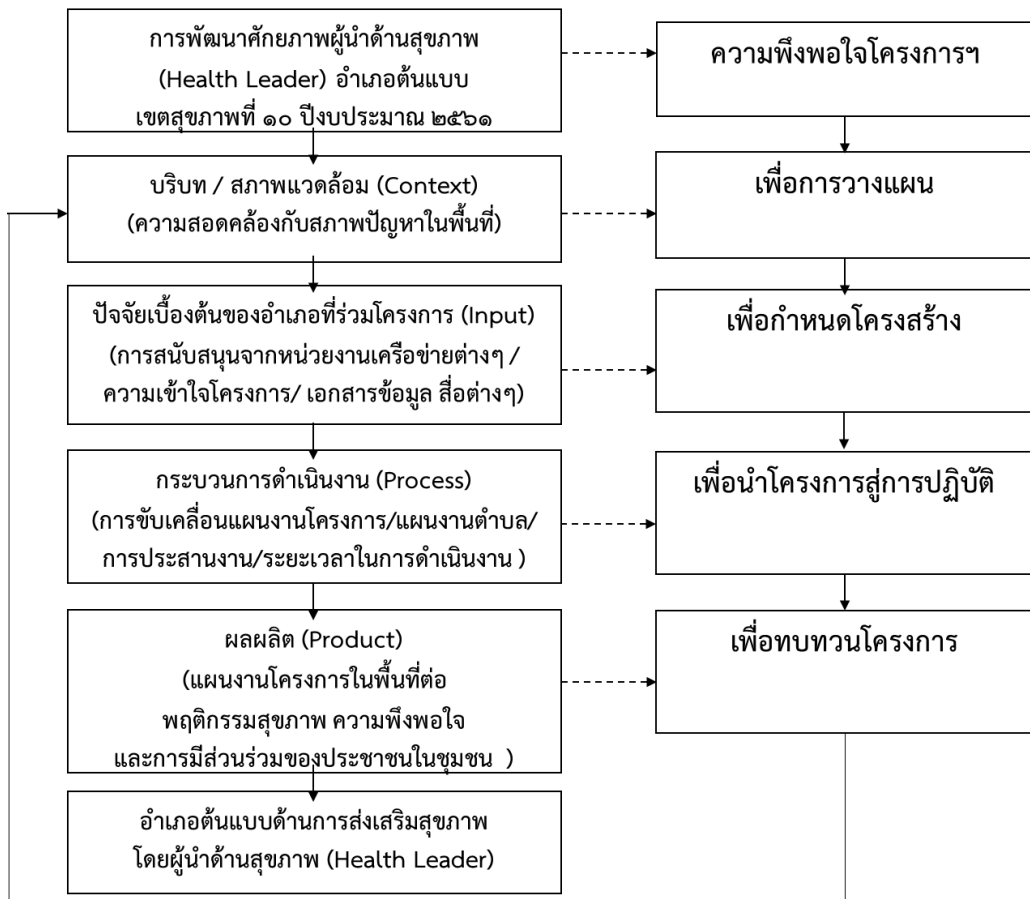 การพัฒนาศักยภาพผู้นำด้านสุขภาพ
(Health Leader) อำเภอต้นแบบ
เขตสุขภาพที่ ๑๐ ปีงบประมาณ ๒๕๖๑
ความพึงพอใจโครงการฯ
บริบท / สภาพแวดล้อม (Context)
(ความสอดคล้องกับสภาพปัญหาในพื้นที่)
เพื่อการวางแผน
ปัจจัยเบื้องต้นของอำเภอที่ร่วมโครงการ (Input)
(การสนับสนุนจากหน่วยงานเครือข่ายต่างๆ /
ความเข้าใจโครงการ/ เอกสารข้อมูล สื่อต่างๆ)
เพื่อกำหนดโครงสร้าง
กระบวนการดำเนินงาน (Process)
(การขับเคลื่อนแผนงานโครงการ/แผนงานตำบล/
การประสานงาน/ระยะเวลาในการดำเนินงาน )
เพื่อนำโครงการสู่การปฏิบัติ
ผลผลิต (Product)
(แผนงานโครงการในพื้นที่ต่อ
พฤติกรรมสุขภาพ ความพึงพอใจ
และการมีส่วนร่วมของประชาชนในชุมชน )
เพื่อทบทวนโครงการ
อำเภอต้นแบบด้านการส่งเสริมสุขภาพ
โดยผู้นำด้านสุขภาพ (Health Leader)